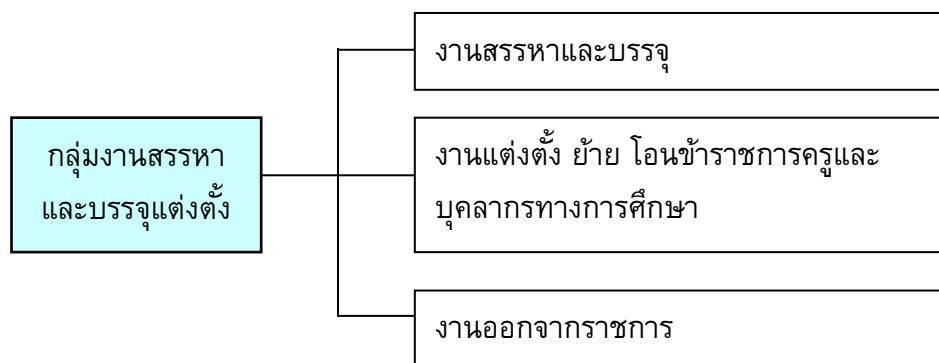 งานสรรหาและบรรจุ
กลุ่มงานสรรหา
และบรรจุแต่งตั้ง
งานแต่งตั้ง ย้าย โอนข้าราชการครูและ
บุคลากรทางการศึกษา
งานออกจากราชการ